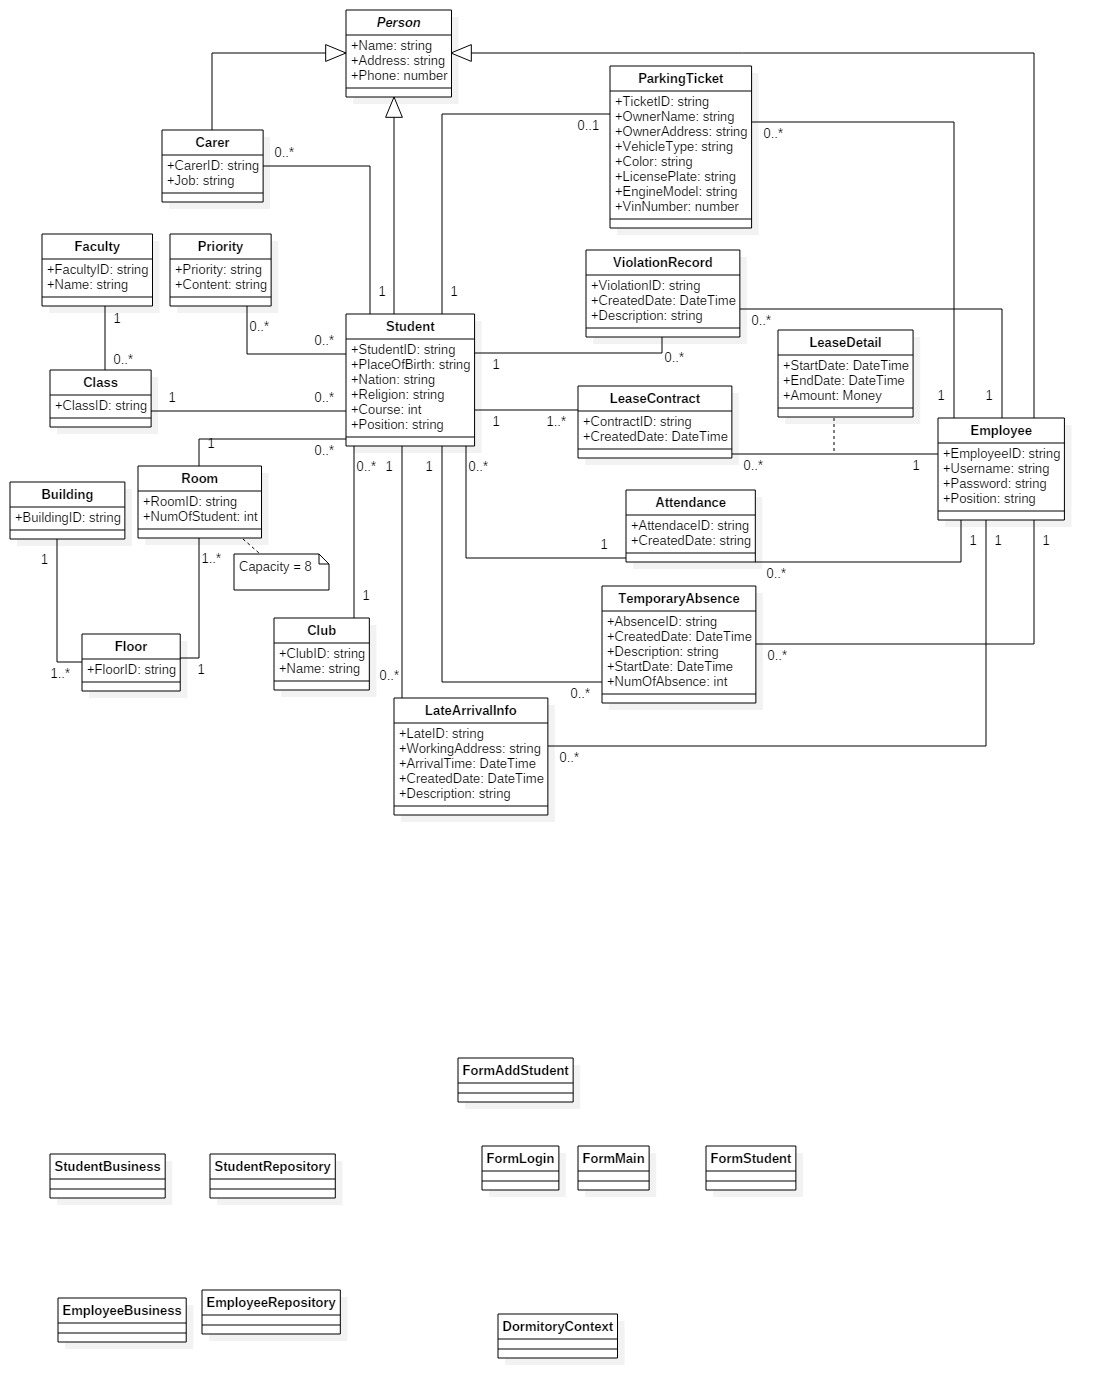 Person
+Name: string
+Address: string
+Phone: number
ParkingTicket
+TicketID: string
+OwnerName: string
+OwnerAddress: string
+VehicleType: string
+Color: string
+LicensePlate: string
+EngineModel: string
+VinNumber: number
0..1
0..*
Carer
+CarerID: string
+Job: string
0..*
1
1
Faculty
+FacultyID: string
+Name: string
1
0..*
Priority
+Priority: string
+Content: string
0..*
0..*
ViolationRecord
+ViolationID: string
+CreatedDate: DateTime
+Description: string
0..*
0..*
1
Student
+StudentID: string
+PlaceOfBirth: string
+Nation: string
+Religion: string
+Course: int
+Position: string
LeaseDetail
+StartDate: DateTime
+EndDate: DateTime
+Amount: Money
Class
+ClassID: string
1
0..*
LeaseContract
+ContractID: string
+CreatedDate: DateTime
1
1..*
0..*
1
1
1
Employee
+EmployeeID: string
+Username: string
+Password: string
+Position: string
1
0..*
Room
+RoomID: string
+NumOfStudent: int
Capacity = 8
Building
+BuildingID: string
1
1..*
1..*
1
Floor
+FloorID: string
0..*
1
1
0..*
Attendance
+AttendaceID: string
+CreatedDate: string
1
0..*
1
1
1
Club
+ClubID: string
+Name: string
1
TemporaryAbsence
+AbsenceID: string
+CreatedDate: DateTime
+Description: string
+StartDate: DateTime
+NumOfAbsence: int
0..*
0..*
0..*
LateArrivalInfo
+LateID: string
+WorkingAddress: string
+ArrivalTime: DateTime
+CreatedDate: DateTime
+Description: string
0..*
FormAddStudent
StudentBusiness
StudentRepository
FormLogin
FormMain
FormStudent
EmployeeBusiness
EmployeeRepository
DormitoryContext